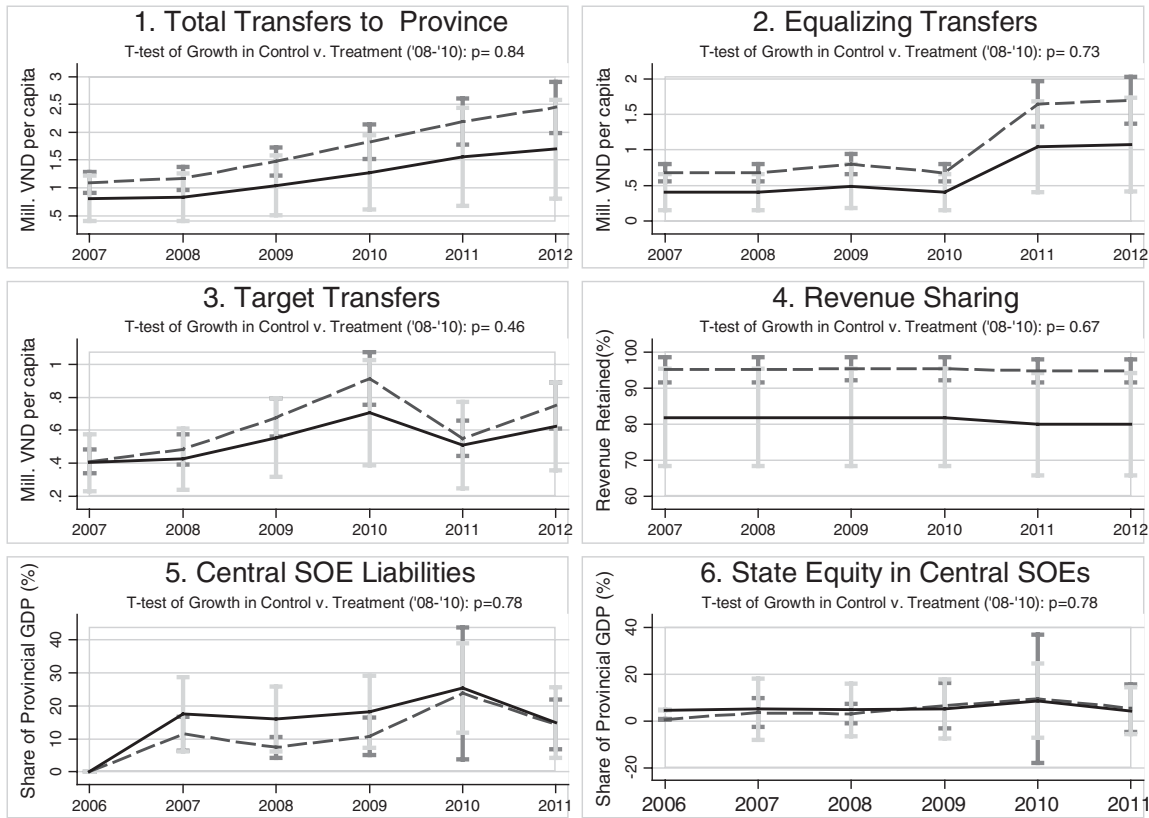 1. Total Transfers to Province
T-test of Growth in Control v. Treatment ('08-'10): p= 0.84
Mill. VND per capita
3
2.5
2
1.5
1
.5
2007 2008 2009 2010 2011 2012
2. Equalizing Transfers
T-test of Growth in Control v. Treatment ('08-'10): p= 0.73
Mill. VND per capita
2
1.5
1
.5
0
2007 2008 2009 2010 2011 2012
3. Target Transfers
T-test of Growth in Control v. Treatment ('08-'10): p= 0.46
Mill. VND per capita
1
.8
.6
.4
.2
2007 2008 2009 2010 2011 2012
4. Revenue Sharing
T-test of Growth in Control v. Treatment ('08-'10): p= 0.67
Revenue Retained(%)
100
90
80
70
60
2007 2008 2009 2010 2011 2012
5. Central SOE Liabilities
T-test of Growth in Control v. Treatment ('08-'10): p=0.78
Share of Provincial GDP (%)
40
30
20
10
0
2006 2007 2008 2009 2010 2011
6. State Equity in Central SOEs
T-test of Growth in Control v. Treatment ('08-'10): p=0.78
Share of Provincial GDP (%)
40
20
0
-20
2006 2007 2008 2009 2010 2011